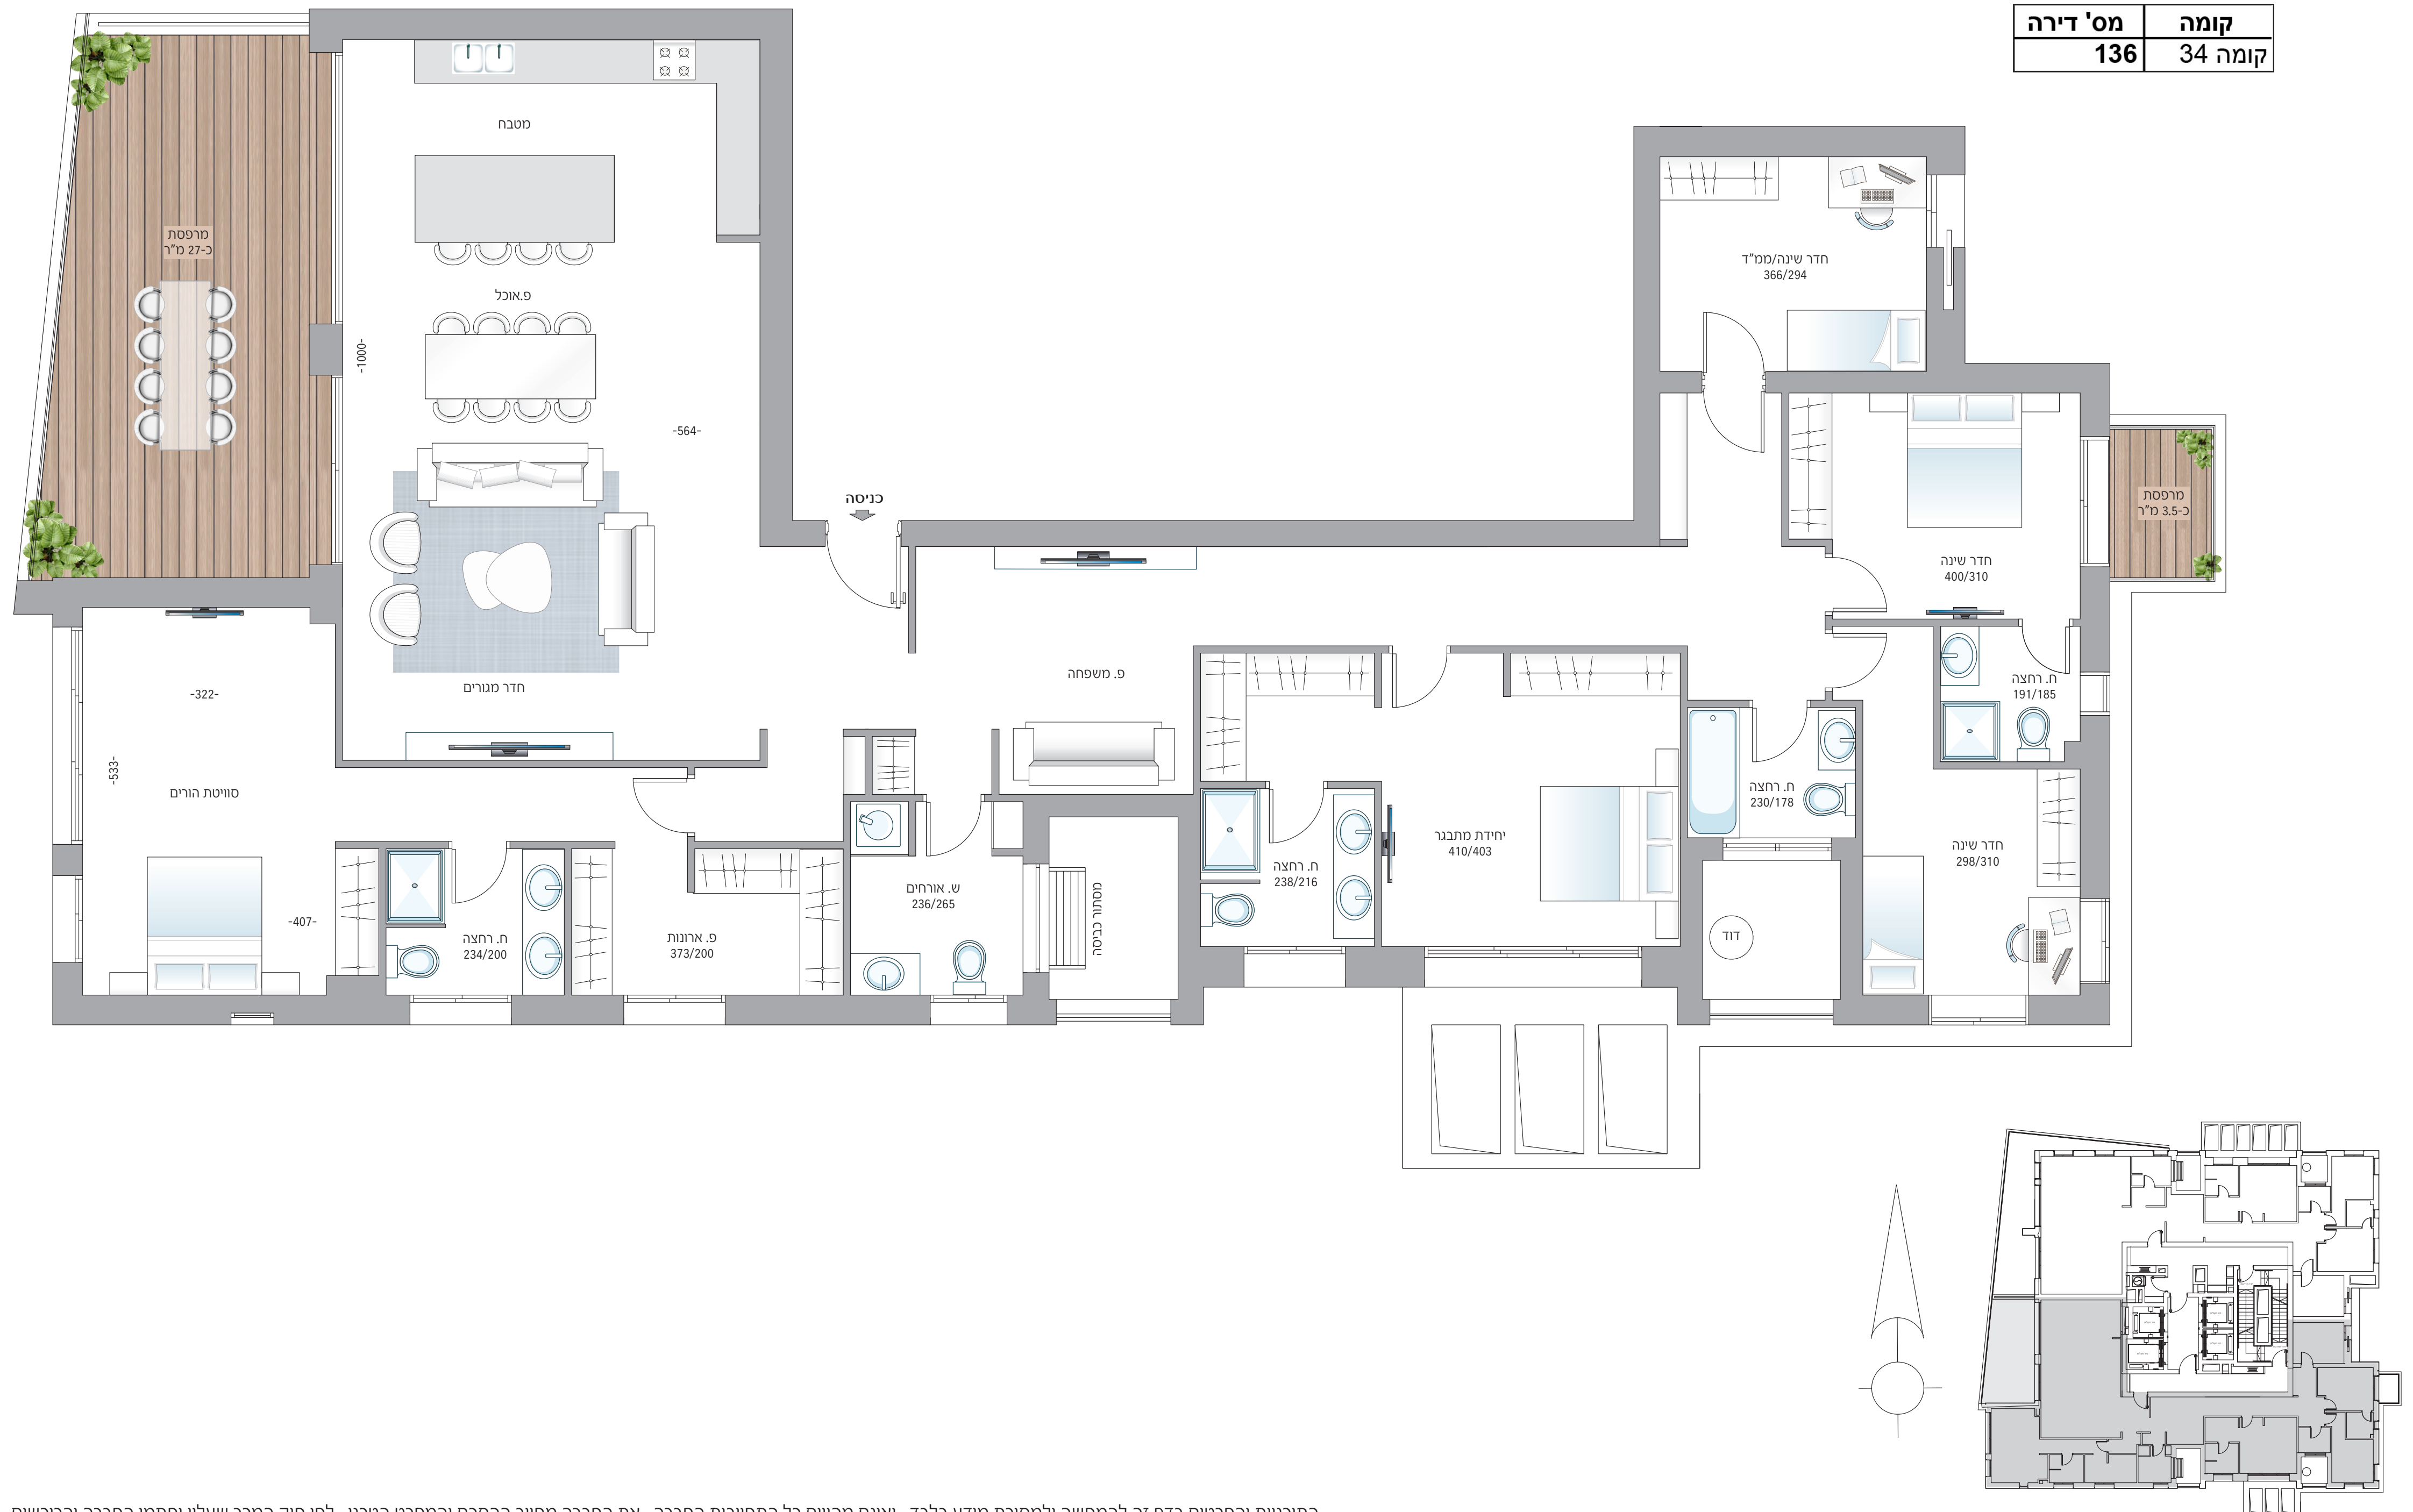 קומה מס' דירה
קומה 34 136
מטבח
מרפסת
כ-27 מ"ר
פ.אוכל
-1000-
-564-
חדר שינה/ממ"ד
366/294
כניסה
מרפסת
כ-3.5 מ"ר
חדר שינה
400/310
פ. משפחה
חדר מגורים
-322-
ח. רחצה
191/185
-533-
סוויטת הורים
ח. רחצה
230/178
יחידת מתבגר
410/403
חדר שינה
298/310
ח. רחצה
238/216
ש. אורחים
236/265
מסתור כביסה
-407-
ח. רחצה
234/200
פ. ארונות
373/200
דוד